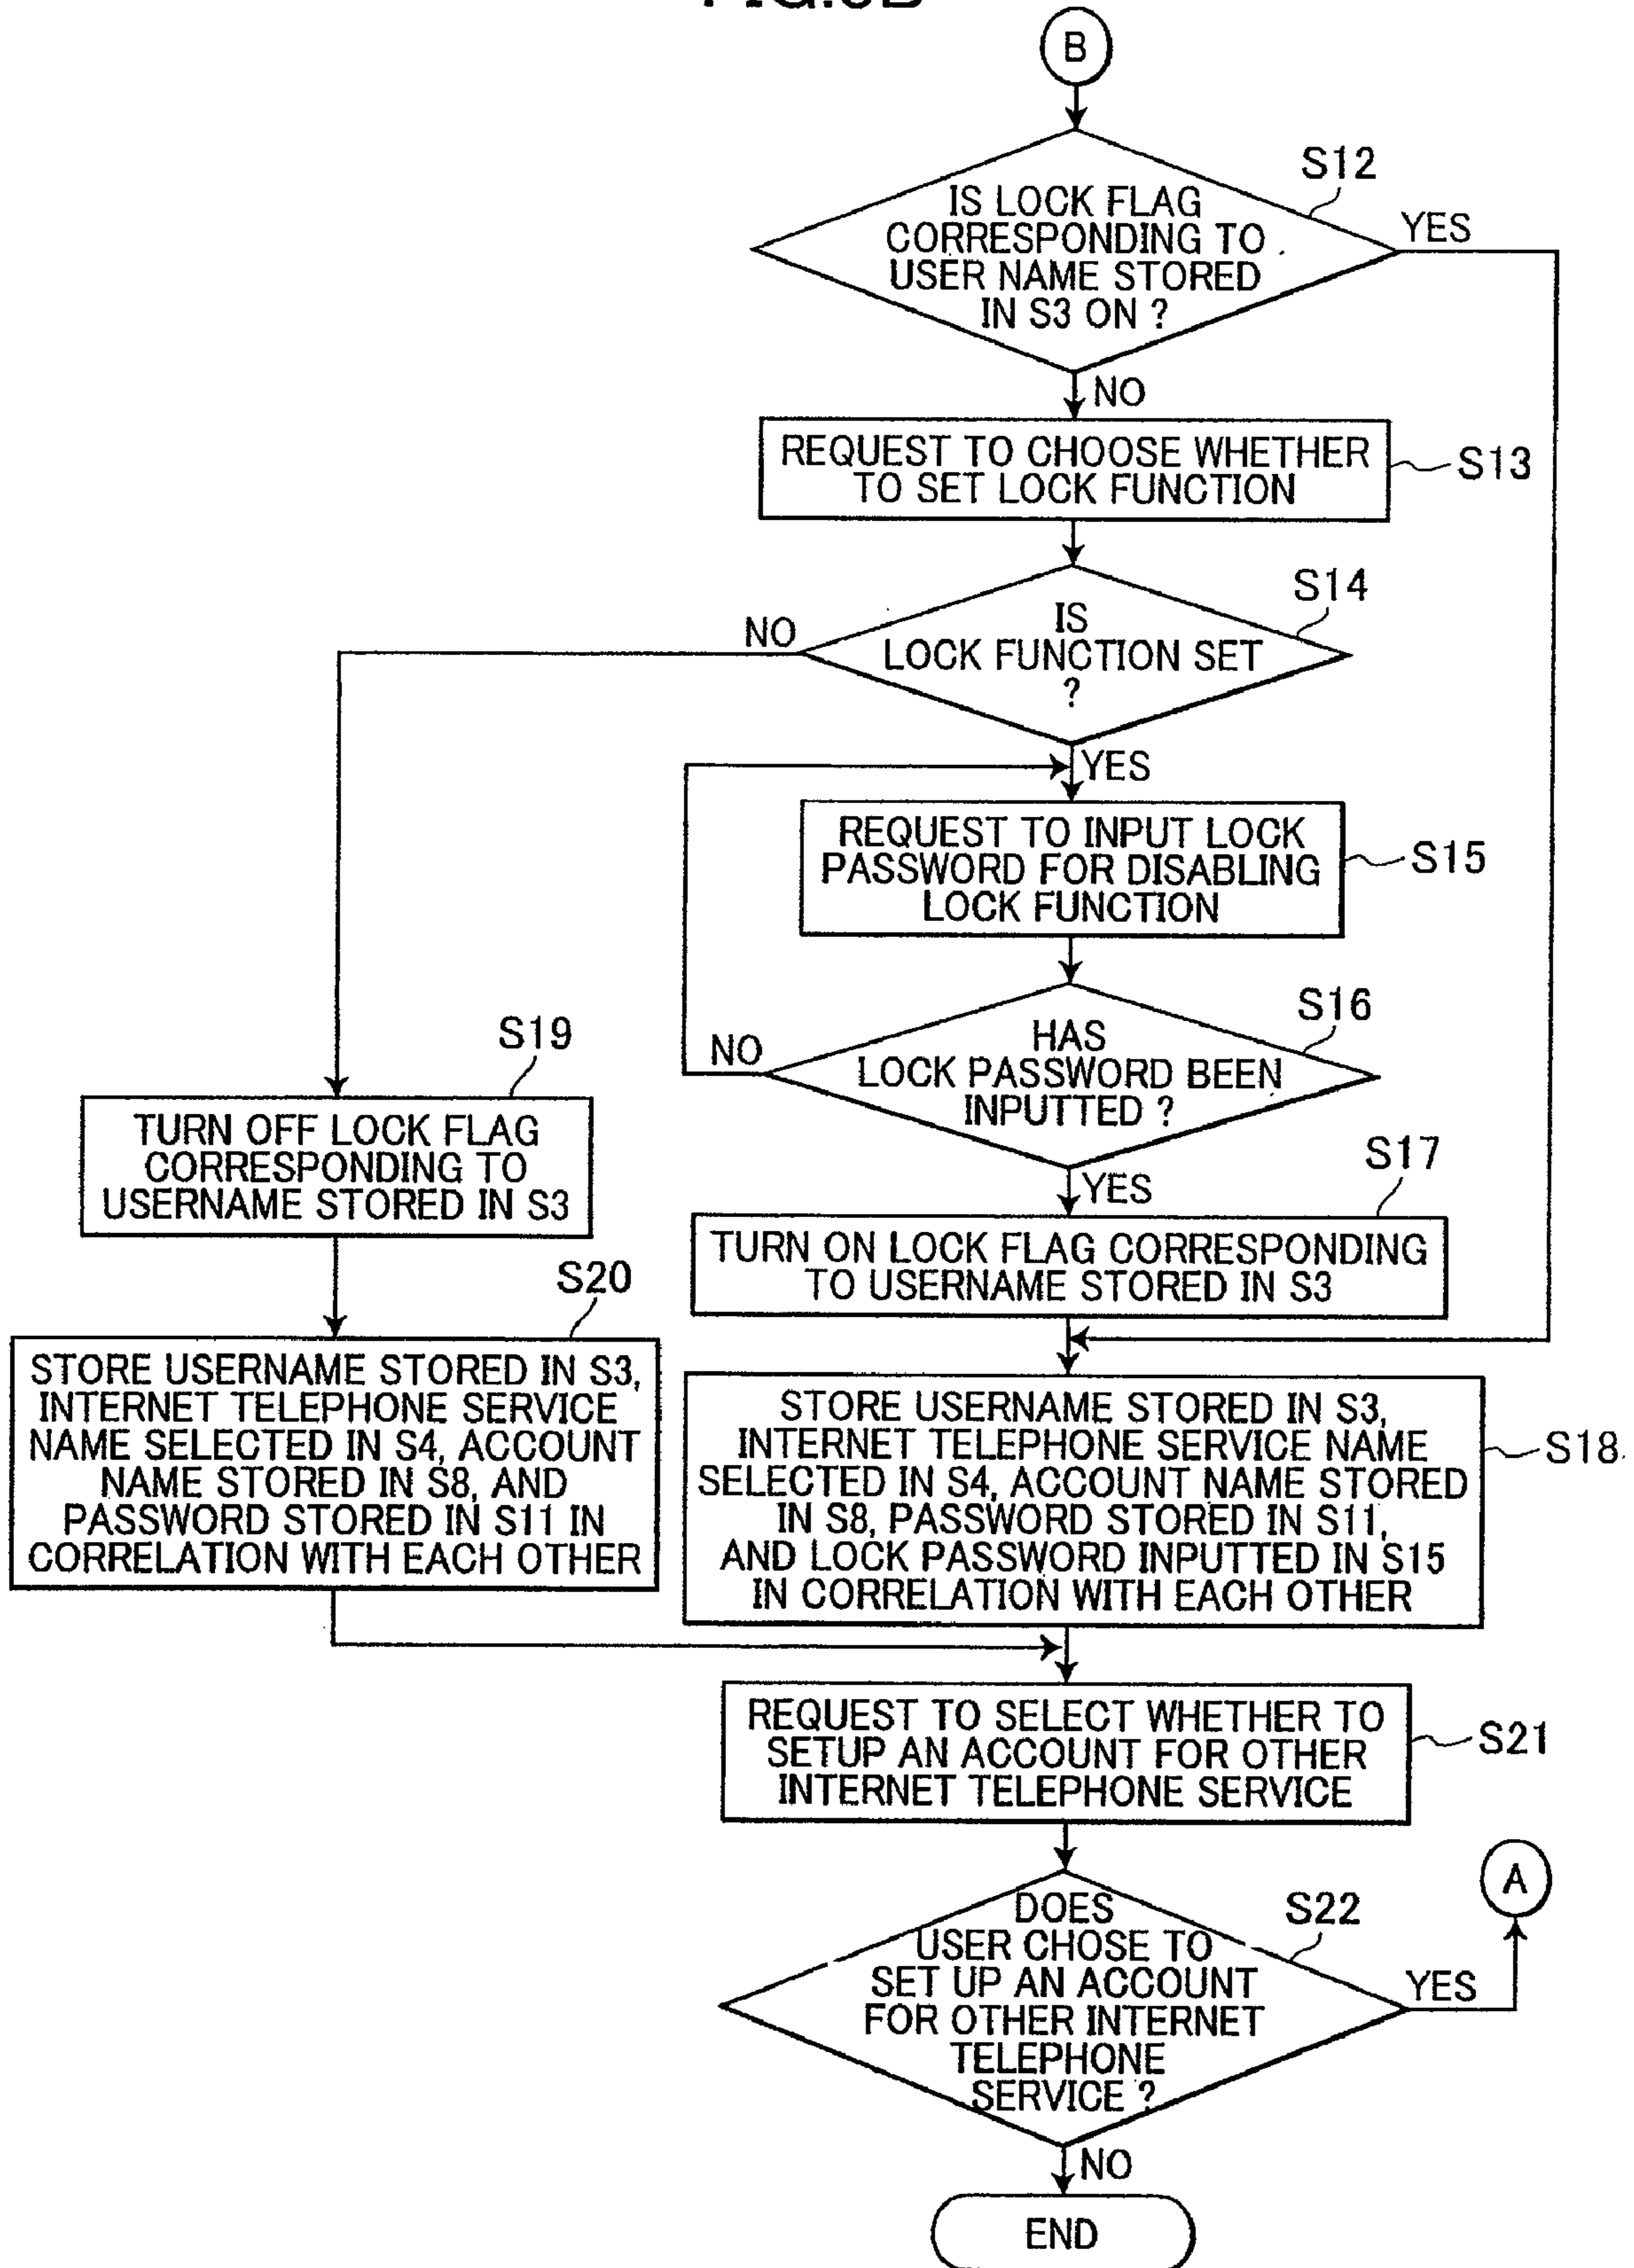 B
S12
IS LOCK FLAG
CORRESPONDING TO
USER NAME STORED
IN S3 ON ?
YES
NO
REQUEST TO CHOOSE WHETHER
TO SET LOCK FUNCTION
S13
S14
IS
LOCK FUNCTION SET
?
NO
YES
REQUEST TO INPUT LOCK
PASSWORD FOR DISABLING
LOCK FUNCTION
S15
S16
HAS
LOCK PASSWORD BEEN
INPUTTED ?
NO
YES
S19
TURN OFF LOCK FLAG
CORRESPONDING TO
USERNAME STORED IN S3
S17
TURN ON LOCK FLAG CORRESPONDING
TO USERNAME STORED IN S3
S20
STORE USERNAME STORED IN S3,
INTERNET TELEPHONE SERVICE
NAME SELECTED IN S4, ACCOUNT
NAME STORED IN S8, AND
PASSWORD STORED IN S11 IN
CORRELATION WITH EACH OTHER
STORE USERNAME STORED IN S3,
INTERNET TELEPHONE SERVICE NAME
SELECTED IN S4, ACCOUNT NAME STORED
IN S8, PASSWORD STORED IN S11,
AND LOCK PASSWORD INPUTTED IN S15
IN CORRELATION WITH EACH OTHER
S18
REQUEST TO SELECT WHETHER TO
SETUP AN ACCOUNT FOR OTHER
INTERNET TELEPHONE SERVICE
S21
A
S22
DOES
USER CHOSE TO
SET UP AN ACCOUNT
FOR OTHER INTERNET
TELEPHONE
SERVICE ?
YES
NO
END